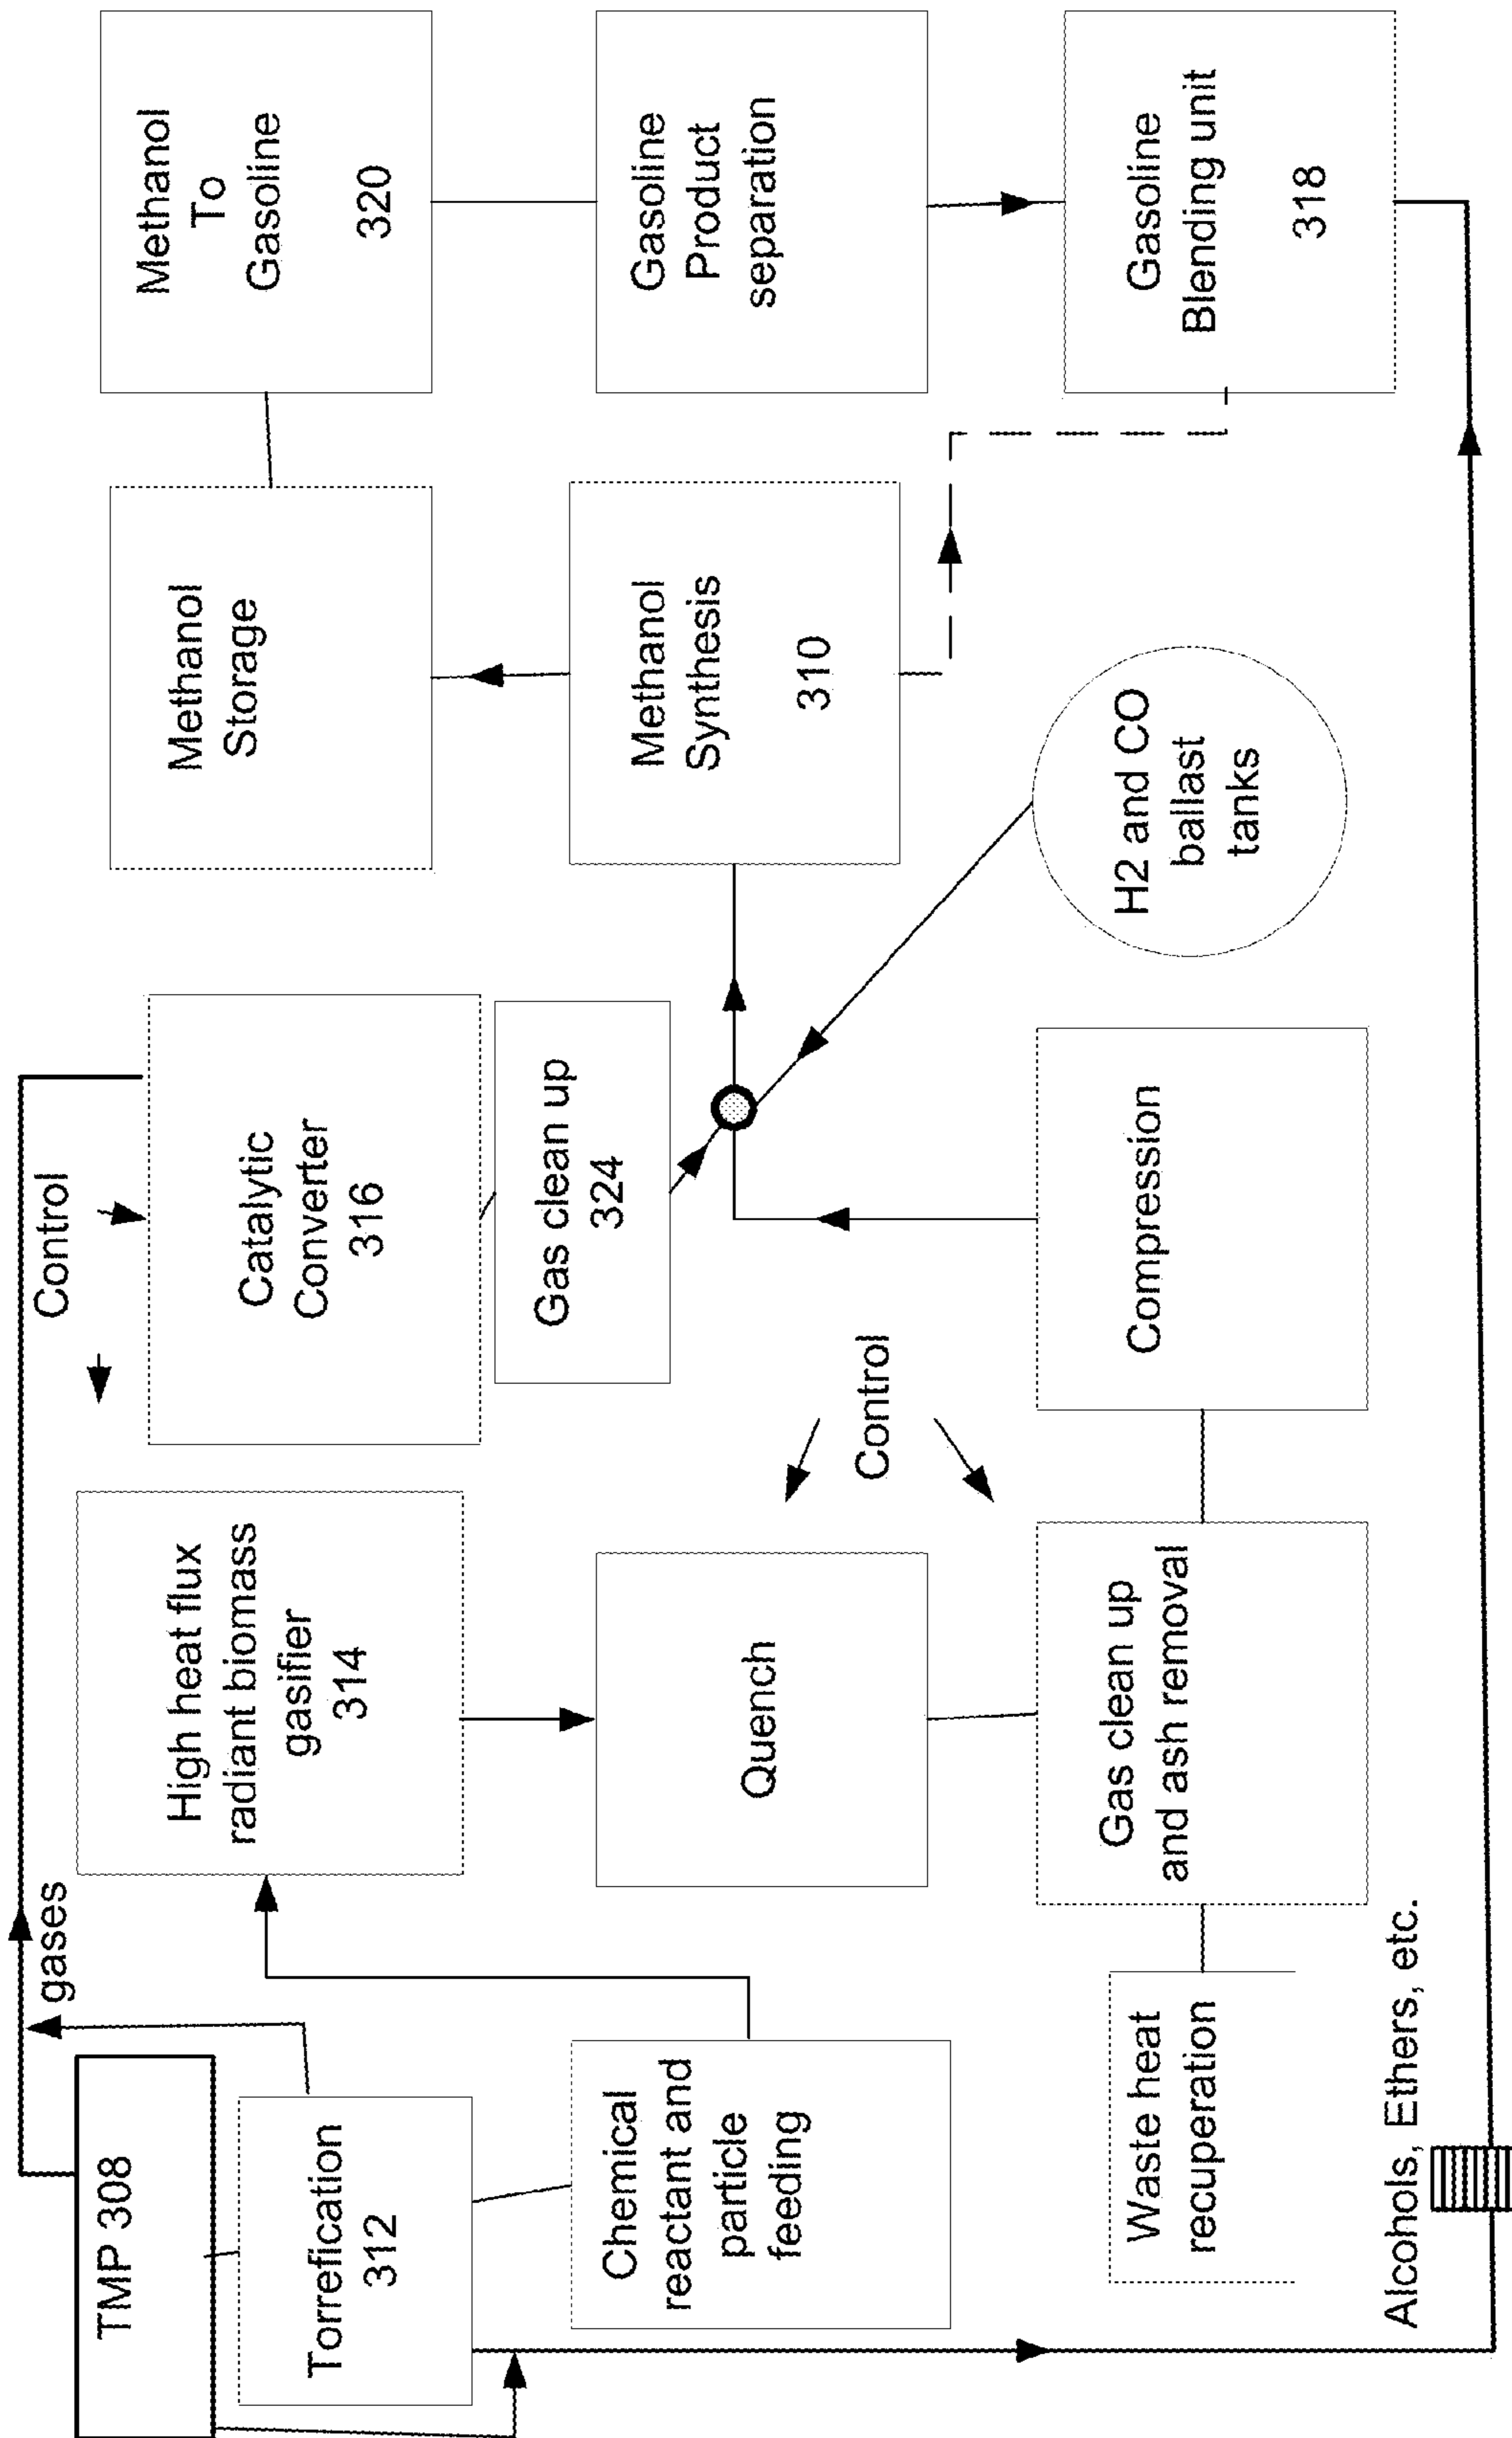 TMP 308
gases
Control
Torrefication
312
High heat flux
radiant biomass
gasifier
314
Catalytic
Converter
316
Methanol
Storage
Methanol
To
Gasoline
320
Chemical
reactant and
particle
feeding
Quench
Gas clean up
324
Control
Methanol
Synthesis
310
Gasoline
Product
separation
Waste heat
recuperation
Gas clean up
and ash removal
Compression
H2 and CO
ballast
tanks
Gasoline
Blending unit
318
Alcohols, Ethers, etc.